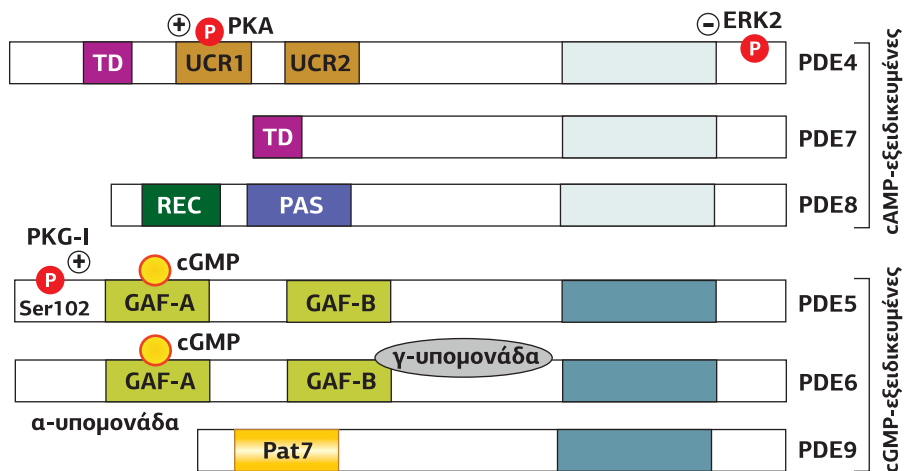 + P PKA − P ERK2
TD UCR1 UCR2 PDE4
TD PDE7
REC PAS PDE8
cAMP-εξειδικευμένες
PKG-I
P +
Ser102
cGMP
GAF-A GAF-B PDE5
cGMP
GAF-A GAF-B γ-υπομονάδα PDE6
α-υπομονάδα
Pat7 PDE9
cGMP-εξειδικευμένες